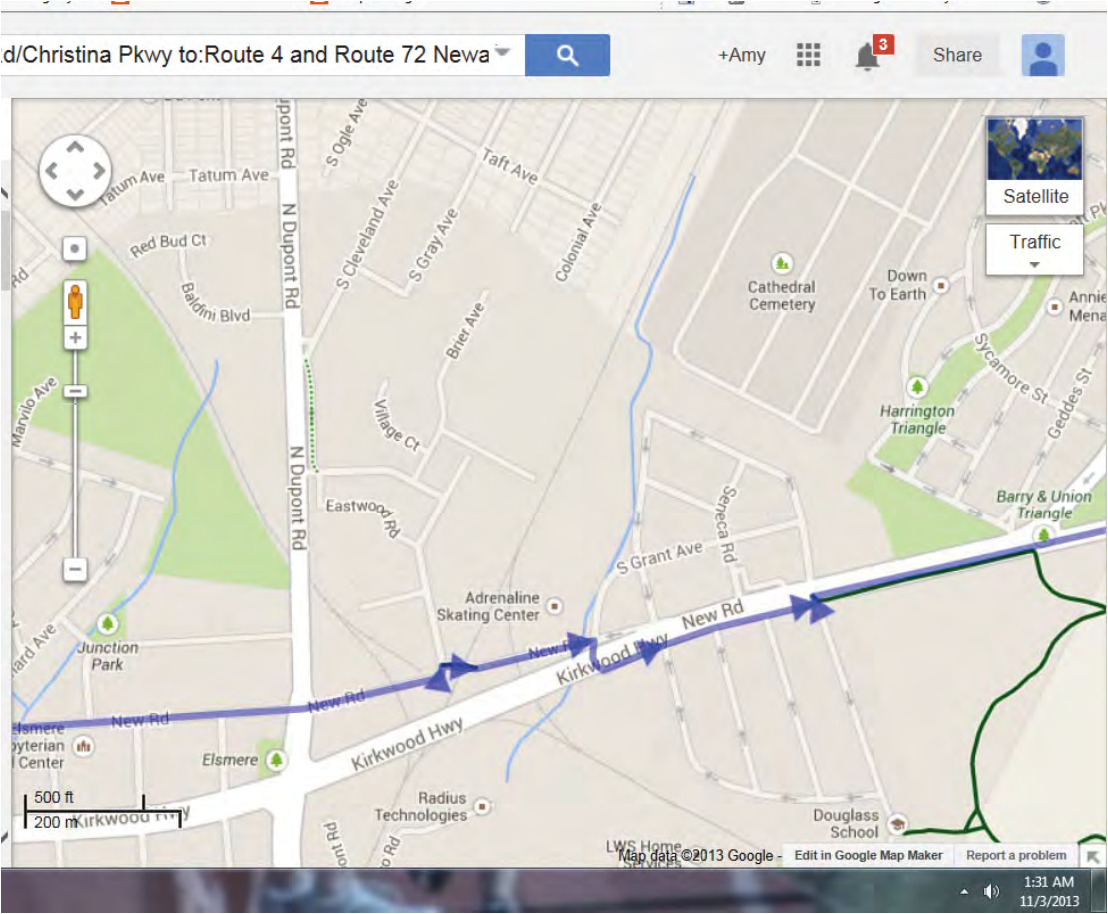 d/Christina Pkwy to:Route 4 and Route 72 Newa
+Amy
3
Share
Satellite
Traffic
S Ogle Ave
Taft Ave
Tatum Ave
Tatum Ave
N Dupont Rd
S Cleveland Ave
S Gray Ave
Colonial Ave
Red Bud Ct
Baldini Blvd
Brier Ave
Cathedral
Cemetery
Down
To Earth
Annie
Mena
Sycamore St
Geddes St
Harrington
Triangle
Marvilo Ave
Village Ct
N Dupont Rd
Eastwood Rd
Seneca Rd
Barry & Union
Triangle
S Grant Ave
Adrenaline
Skating Center
New Rd
New Rd
Kirkwood Hwy
Junction
Park
New Rd
New Rd
Kirkwood Hwy
Elsmere
Elsmere
Center
500 ft
200 m
Kirkwood Hwy
Radius
Technologies
Douglass
School
LWS Home
Services
Map data ©2013 Google -
Edit in Google Map Maker
Report a problem
1:31 AM
11/3/2013